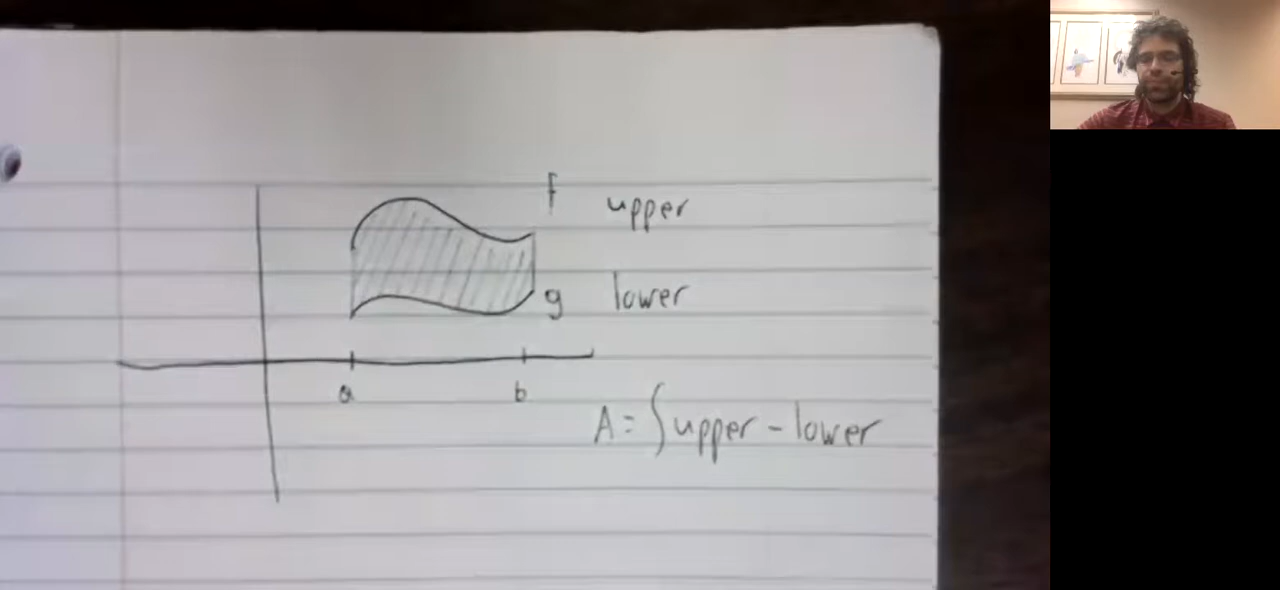 f upper
g lower
a b
A = ∫ upper - lower